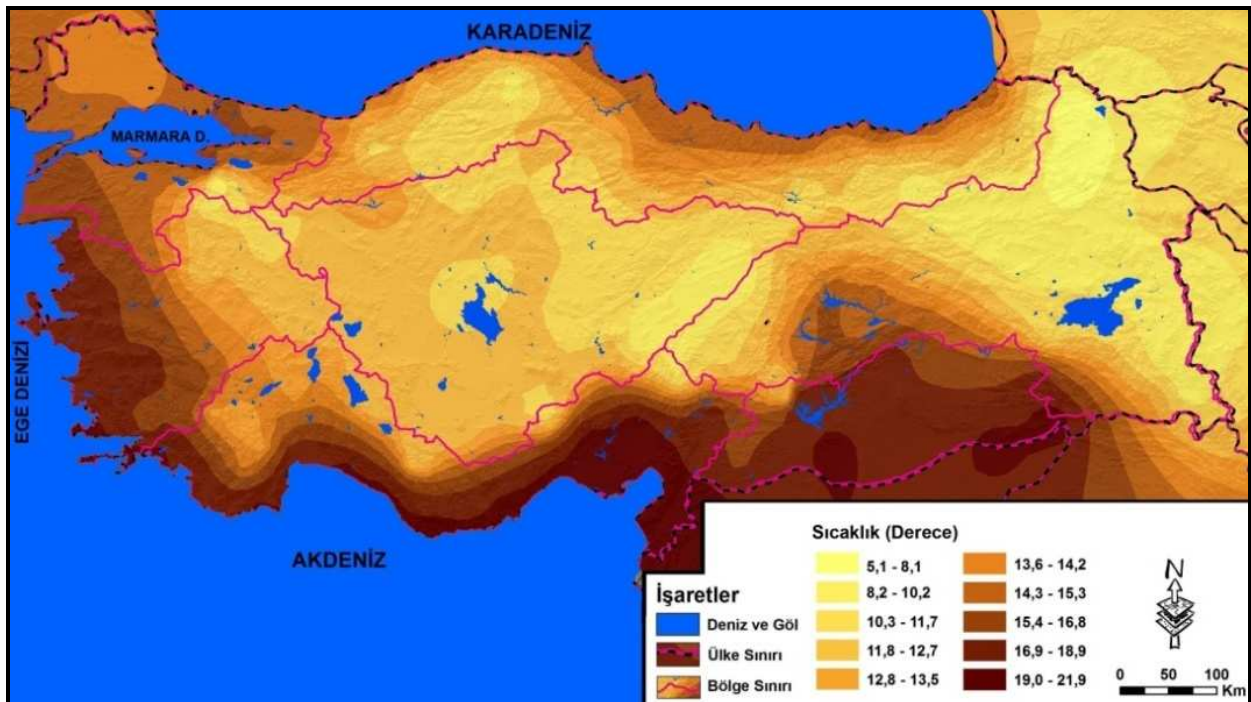 KARADENİZ
MARMARA D.
EGE DENİZİ
AKDENİZ
İşaretler
Deniz ve Göl
Ülke Sınırı
Bölge Sınırı
Sıcaklık (Derece)
5,1 - 8,1
8,2 - 10,2
10,3 - 11,7
11,8 - 12,7
12,8 - 13,5
13,6 - 14,2
14,3 - 15,3
15,4 - 16,8
16,9 - 18,9
19,0 - 21,9
N
0 50 100
Km